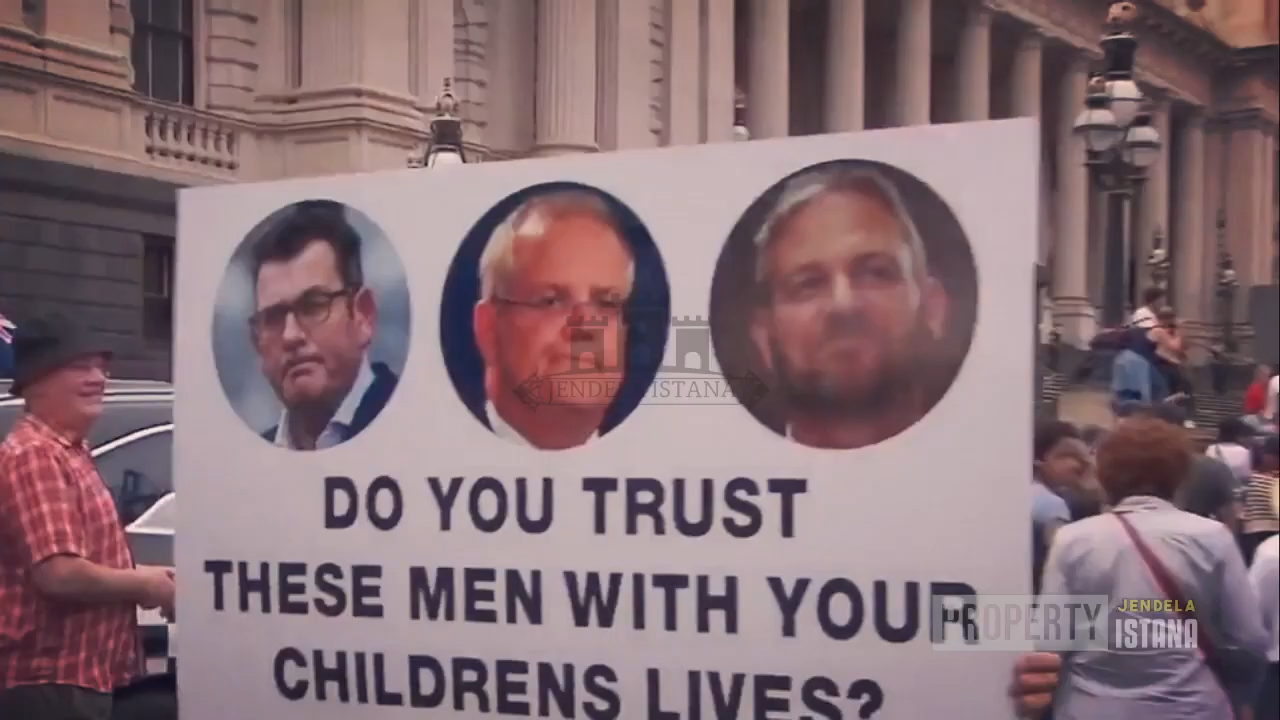 JENDELA ISTANA
DO YOU TRUST
THESE MEN WITH YOUR
CHILDRENS LIVES?
PROPERTY JENDELA
ISTANA